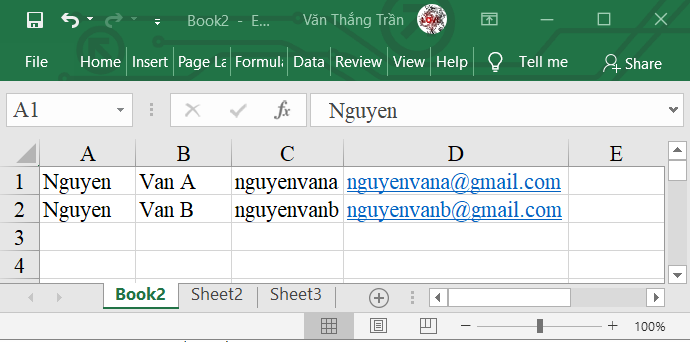 Book2 - E... Văn Thắng Trần
File Home Insert Page La Formula Data Review View Help Tell me Share
A1 fx Nguyen
A B C D E
1 Nguyen Van A nguyenvana nguyenvana@gmail.com
2 Nguyen Van B nguyenvanb nguyenvanb@gmail.com
3
4
Book2 Sheet2 Sheet3
100%